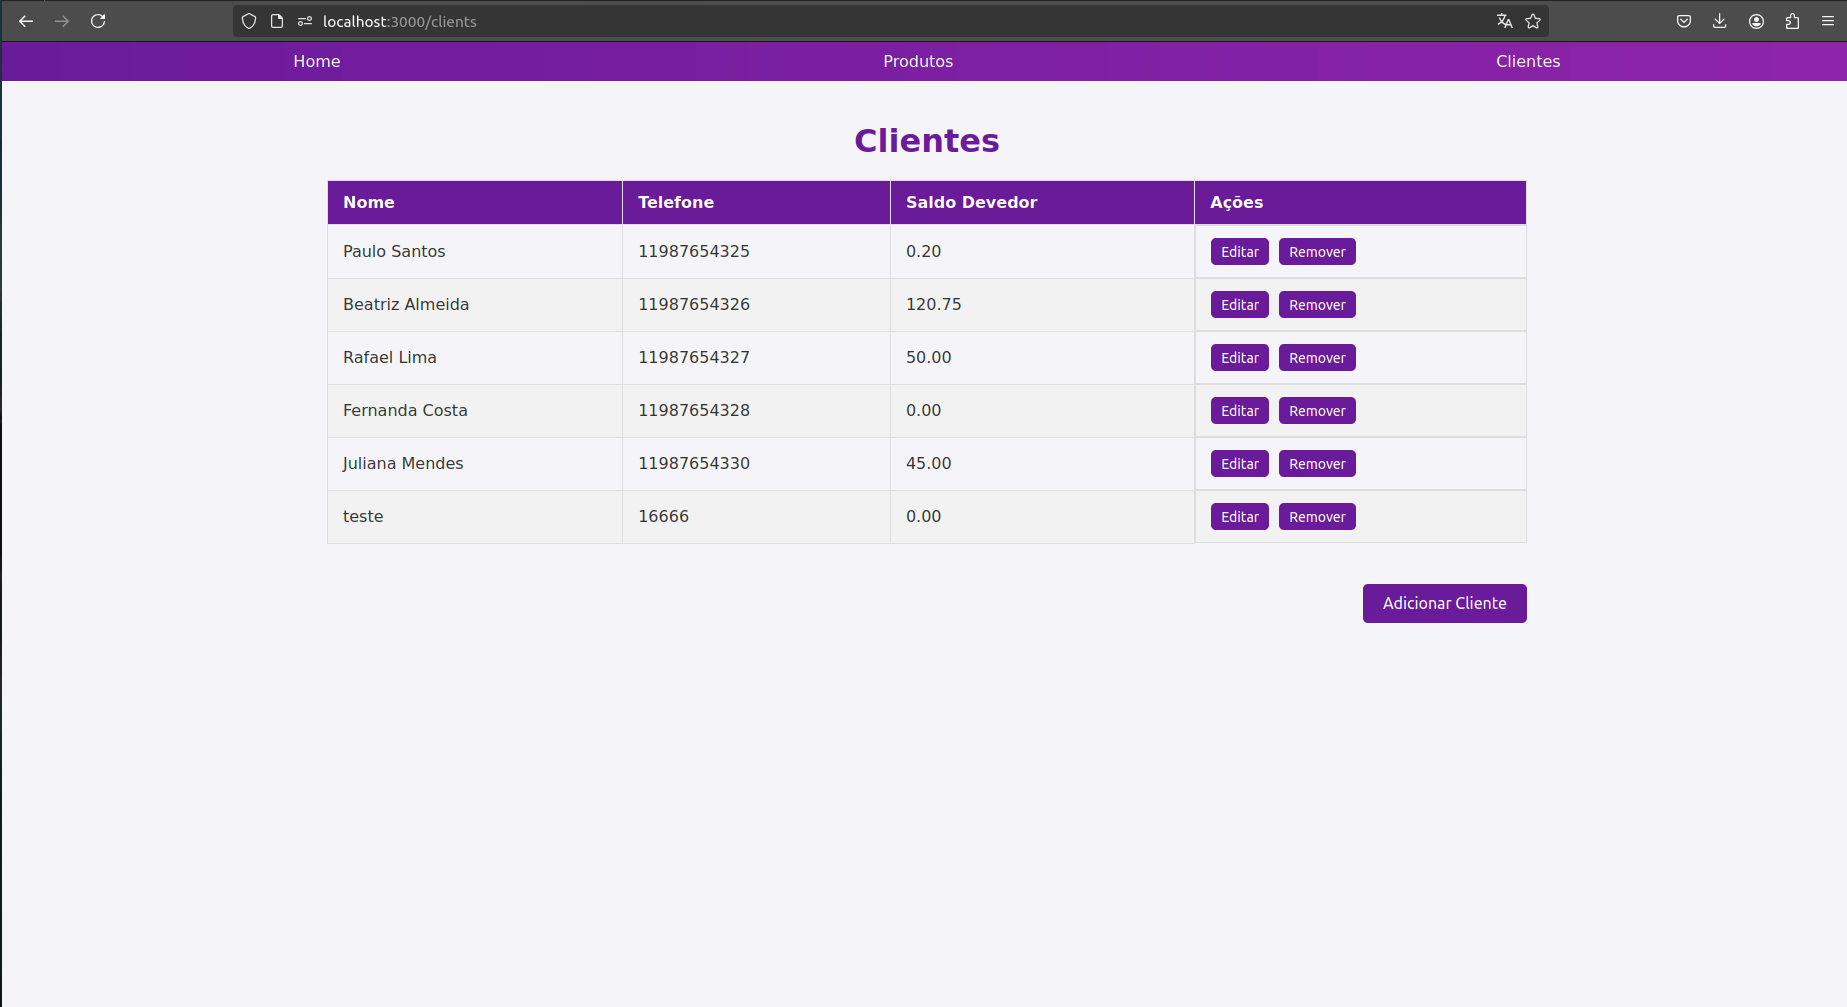 localhost:3000/clients
Home Produtos Clientes
Clientes
Nome Telefone Saldo Devedor Ações
Paulo Santos 11987654325 0.20 Editar Remover
Beatriz Almeida 11987654326 120.75 Editar Remover
Rafael Lima 11987654327 50.00 Editar Remover
Fernanda Costa 11987654328 0.00 Editar Remover
Juliana Mendes 11987654330 45.00 Editar Remover
teste 16666 0.00 Editar Remover
Adicionar Cliente